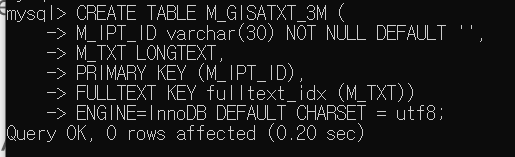 mysql> CREATE TABLE M_GISATXT_3M (
-> M_IPT_ID varchar(30) NOT NULL DEFAULT '',
-> M_TXT LONGTEXT,
-> PRIMARY KEY (M_IPT_ID),
-> FULLTEXT KEY fulltext_idx (M_TXT))
-> ENGINE=InnoDB DEFAULT CHARSET = utf8;
Query OK, 0 rows affected (0.20 sec)